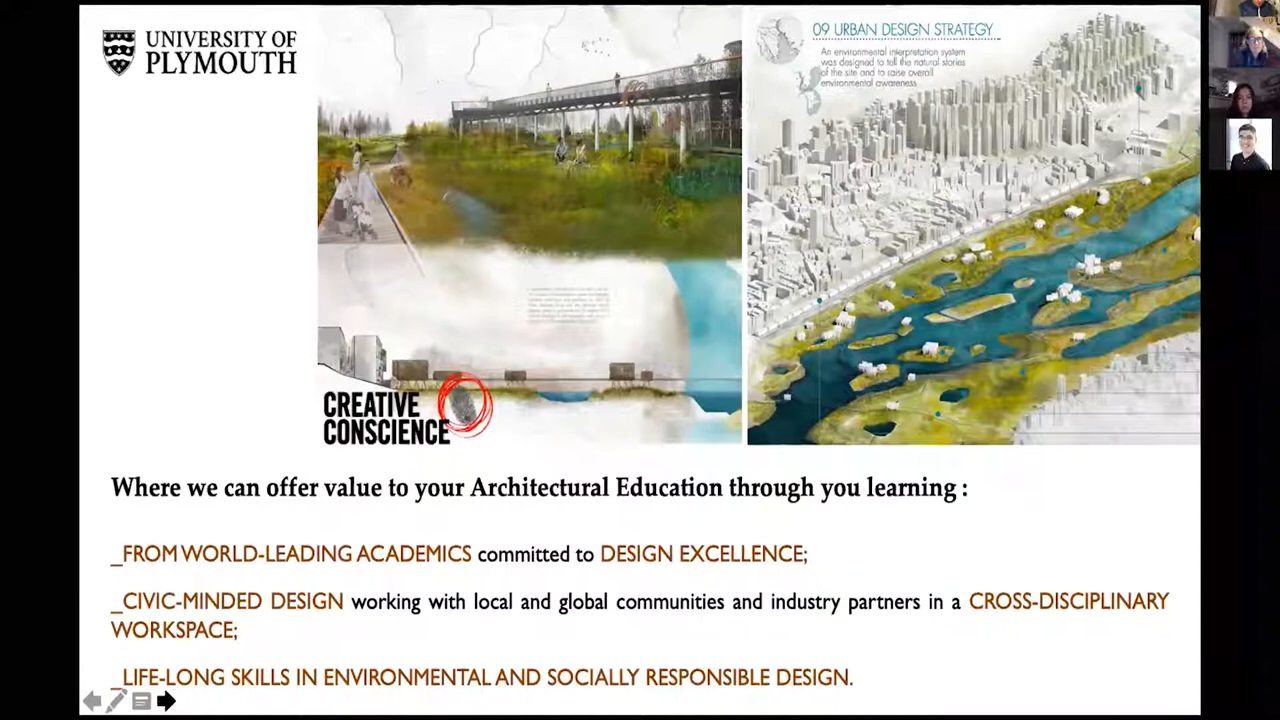 UNIVERSITY OF
PLYMOUTH
09 URBAN DESIGN STRATEGY
An environmental interpretation system
was designed to tell the natural stories
of the site and to raise overall
environmental awareness
CREATIVE
CONSCIENCE
Where we can offer value to your Architectural Education through you learning :
_FROM WORLD-LEADING ACADEMICS committed to DESIGN EXCELLENCE;
_CIVIC-MINDED DESIGN working with local and global communities and industry partners in a CROSS-DISCIPLINARY
WORKSPACE;
_LIFE-LONG SKILLS IN ENVIRONMENTAL AND SOCIALLY RESPONSIBLE DESIGN.